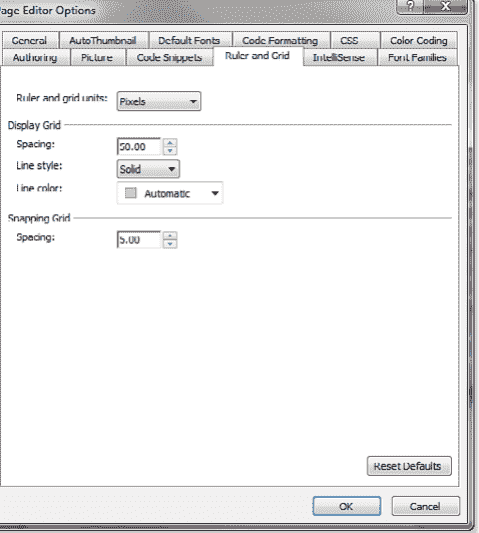 Page Editor Options
General AutoThumbnail Default Fonts Code Formatting CSS Color Coding
Authoring Picture Code Snippets Ruler and Grid IntelliSense Font Families
Ruler and grid units: Pixels
Display Grid
Spacing: 50.00
Line style: Solid
Line color: Automatic
Snapping Grid
Spacing: 5.00
Reset Defaults
OK Cancel